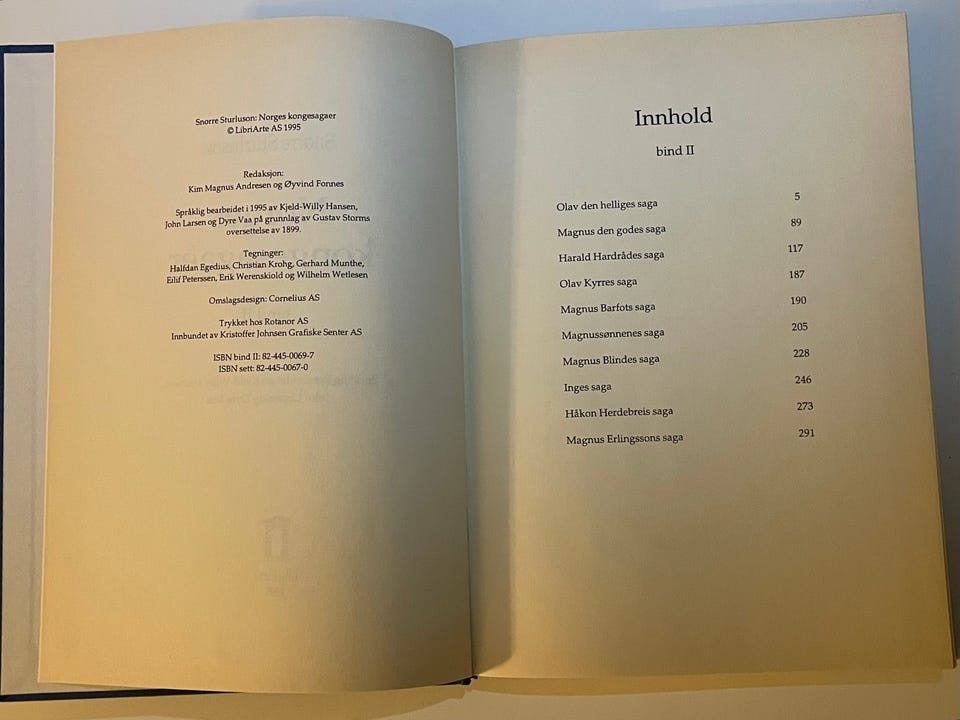 Snorre Sturluson: Norges kongesagaer
© LibriArte AS 1995
Redaksjon:
Kim Magnus Andresen og Øyvind Fonnes
Språklig bearbeidet i 1995 av Kjeld-Willy Hansen,
John Larsen og Dyre Vaa på grunnlag av Gustav Storms
oversettelse av 1899.
Tegninger:
Halfdan Egedius, Christian Krohg, Gerhard Munthe,
Eilif Peterssen, Erik Werenskiold og Wilhelm Wetlesen
Omslagsdesign: Cornelius AS
Trykket hos Rotanor AS
Innbundet av Kristoffer Johnsen Grafiske Senter AS
ISBN bind II: 82-445-0069-7
ISBN sett: 82-445-0067-0
Innhold
bind II
Olav den helliges saga 5
Magnus den godes saga 89
Harald Hardrådes saga 117
Olav Kyrres saga 187
Magnus Barfots saga 190
Magnussønnenes saga 205
Magnus Blindes saga 228
Inges saga 246
Håkon Herdebreis saga 273
Magnus Erlingssons saga 291